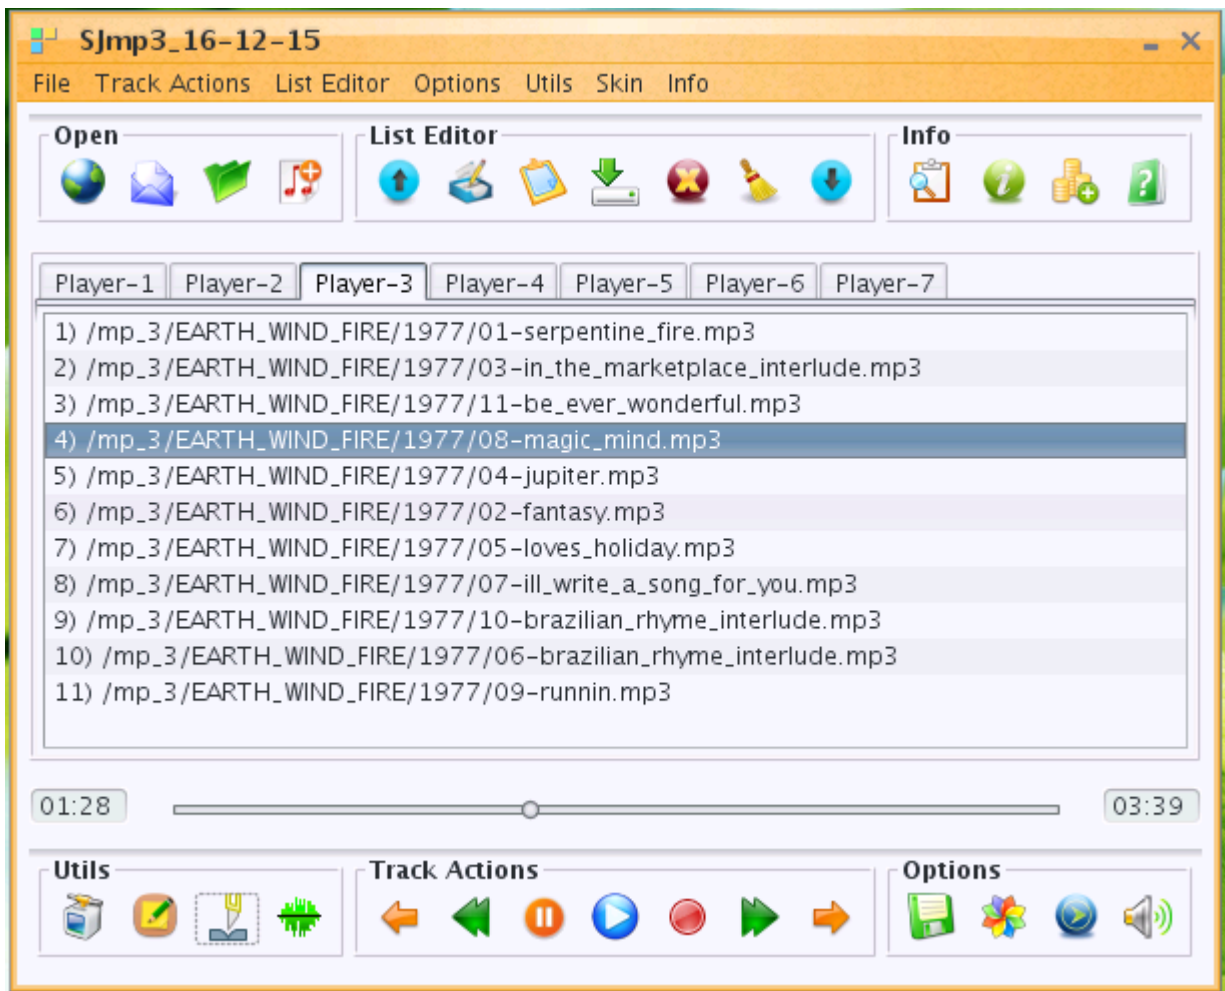 SJmp3_16-12-15
File Track Actions List Editor Options Utils Skin Info
Open List Editor Info
Player-1 Player-2 Player-3 Player-4 Player-5 Player-6 Player-7
1) /mp_3/EARTH_WIND_FIRE/1977/01-serpentine_fire.mp3
2) /mp_3/EARTH_WIND_FIRE/1977/03-in_the_marketplace_interlude.mp3
3) /mp_3/EARTH_WIND_FIRE/1977/11-be_ever_wonderful.mp3
4) /mp_3/EARTH_WIND_FIRE/1977/08-magic_mind.mp3
5) /mp_3/EARTH_WIND_FIRE/1977/04-jupiter.mp3
6) /mp_3/EARTH_WIND_FIRE/1977/02-fantasy.mp3
7) /mp_3/EARTH_WIND_FIRE/1977/05-loves_holiday.mp3
8) /mp_3/EARTH_WIND_FIRE/1977/07-ill_write_a_song_for_you.mp3
9) /mp_3/EARTH_WIND_FIRE/1977/10-brazilian_rhyme_interlude.mp3
10) /mp_3/EARTH_WIND_FIRE/1977/06-brazilian_rhyme_interlude.mp3
11) /mp_3/EARTH_WIND_FIRE/1977/09-runnin.mp3
01:28 03:39
Utils Track Actions Options